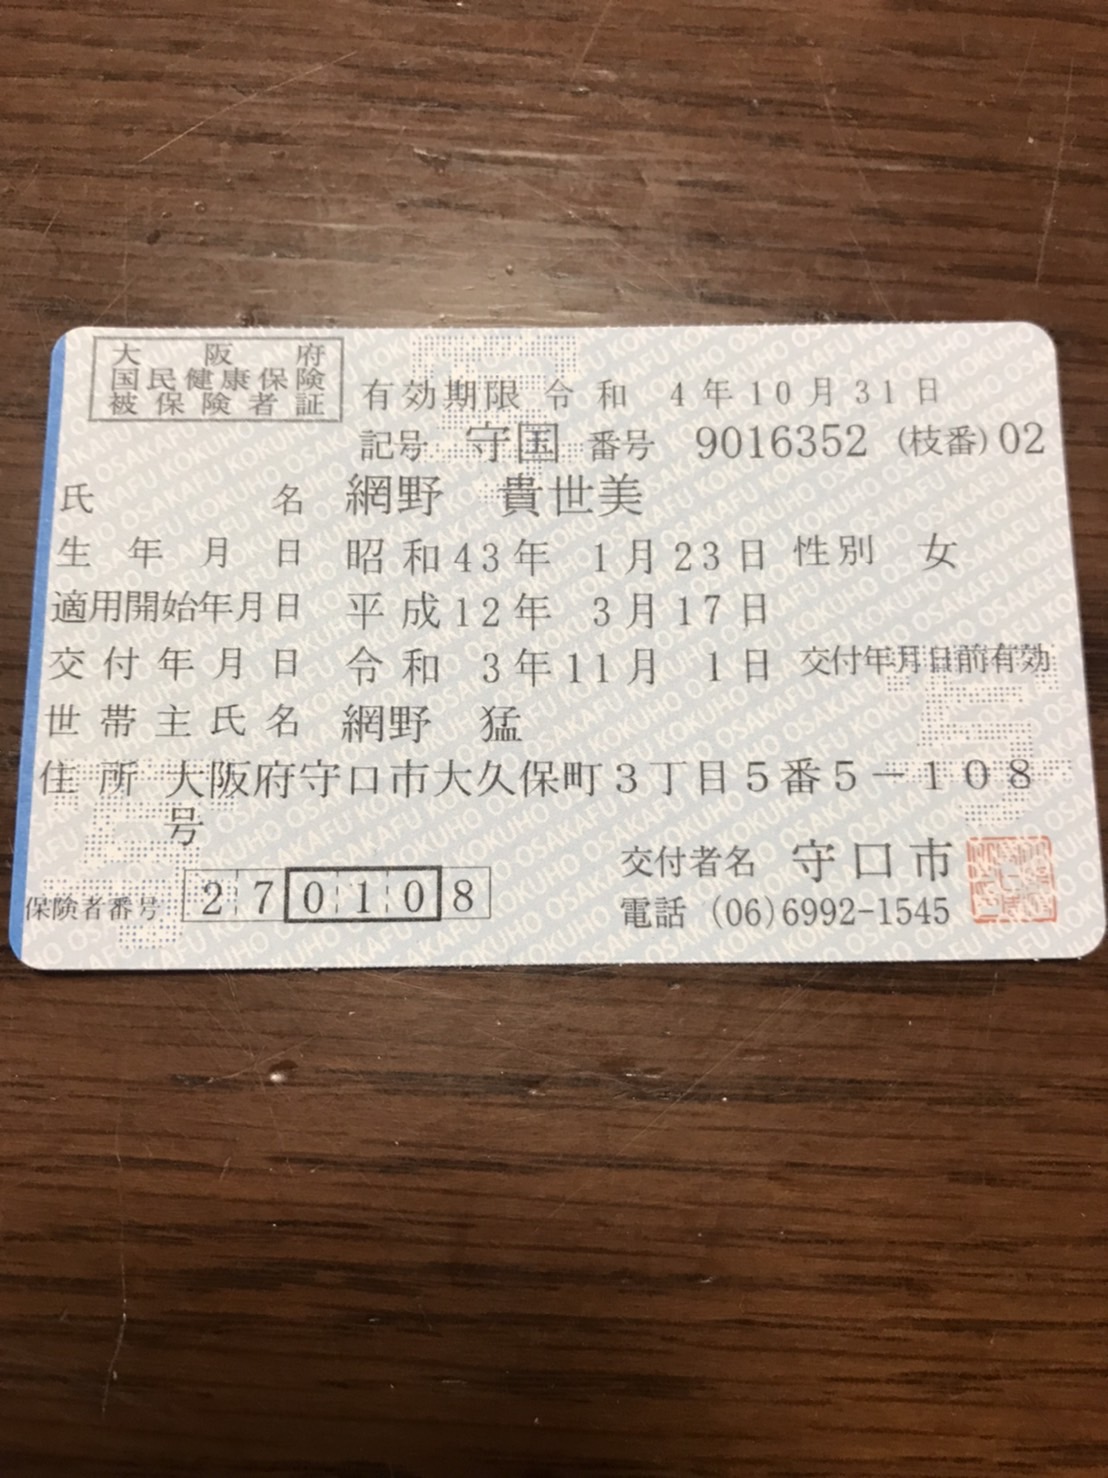 大阪府
国民健康保険
被保険者証
有効期限 令和 4年10月31日
記号 守国 番号 9016352 (枝番)02
氏名 網野 貴世美
生年月日 昭和43年 1月23日 性別 女
適用開始年月日 平成12年 3月17日
交付年月日 令和 3年11月 1日 交付年月日前有効
世帯主氏名 網野 猛
住所 大阪府守口市大久保町3丁目5番5-108
号
保険者番号 270108
交付者名 守口市
電話 (06)6992-1545